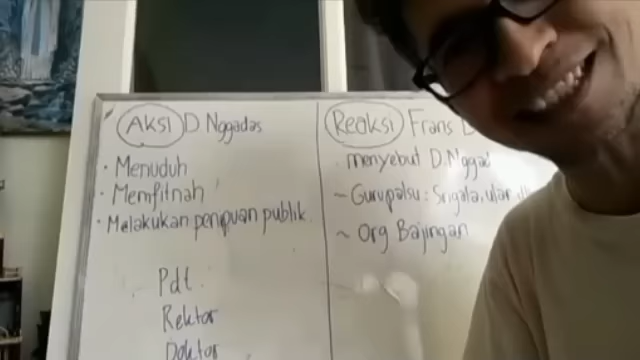 AKSI D Nggadas
• Menuduh
• Memfitnah
• Melakukan penipuan publik
Pdt.
Rektor
Doktor
Reaksi Frans
menyebut D.Nggad
~ Guru palsu: Srigala, ular,
~ Org Bajingan